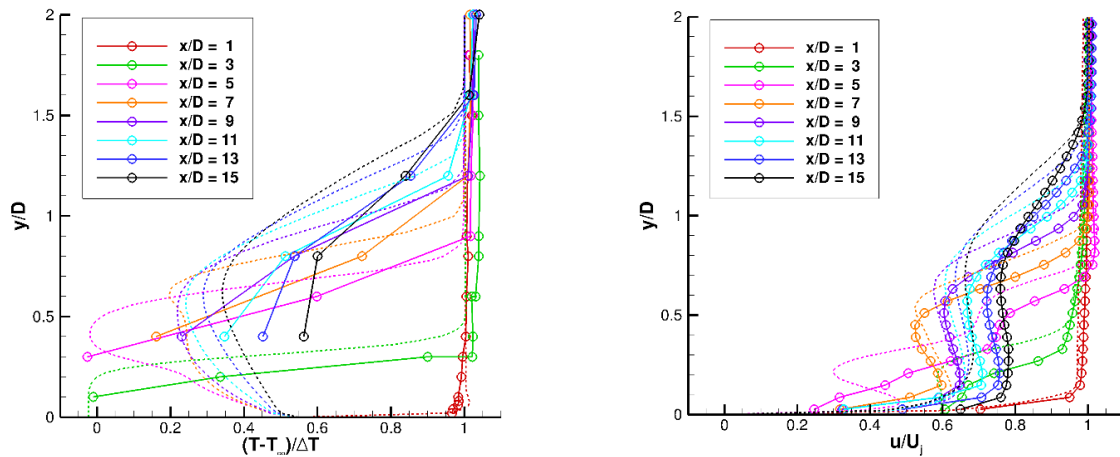 2
1.5
1
0.5
0
y/D
x/D = 1
x/D = 3
x/D = 5
x/D = 7
x/D = 9
x/D = 11
x/D = 13
x/D = 15
0 0.2 0.4 0.6 0.8 1
(T-T∞)/ΔT
2
1.5
1
0.5
0
y/D
x/D = 1
x/D = 3
x/D = 5
x/D = 7
x/D = 9
x/D = 11
x/D = 13
x/D = 15
0 0.2 0.4 0.6 0.8 1
u/Uj